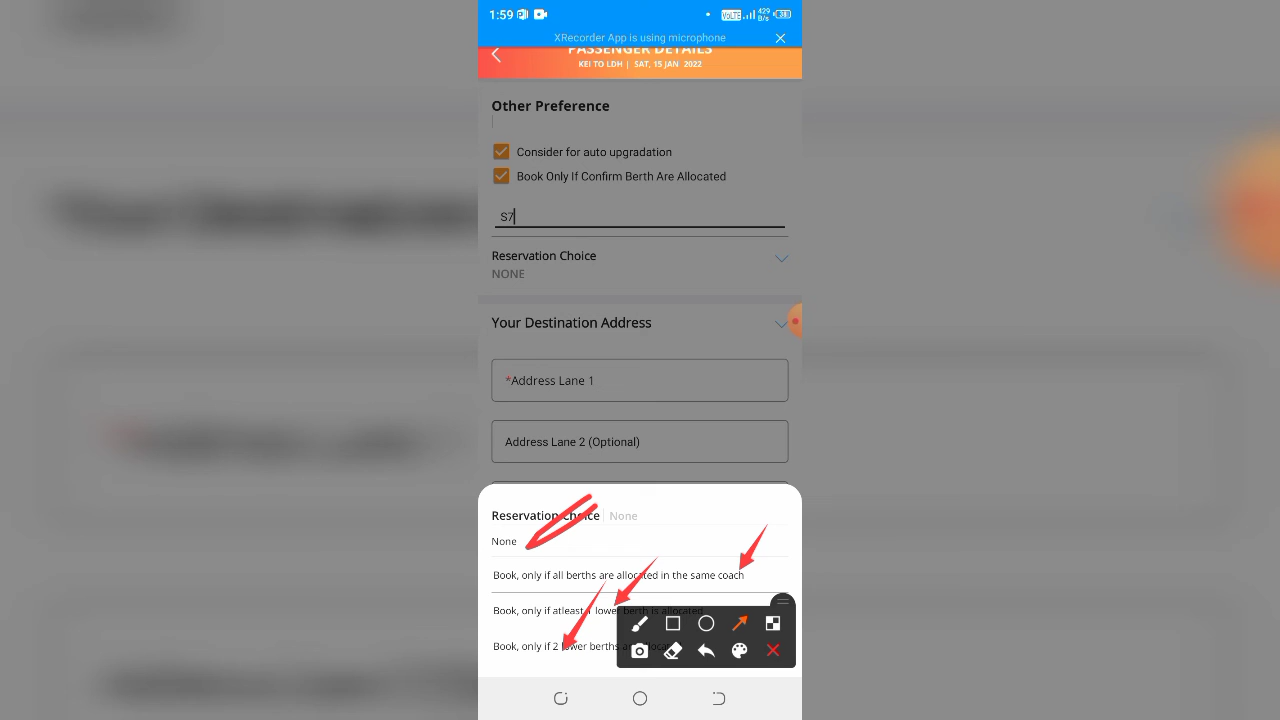 1:59
VoLTE
429 B/s
38
XRecorder App is using microphone
PASSENGER DETAILS
KEI TO LDH | SAT, 15 JAN 2022
Other Preference
Consider for auto upgradation
Book Only If Confirm Berth Are Allocated
S7
Reservation Choice
NONE
Your Destination Address
*Address Lane 1
Address Lane 2 (Optional)
Reservation Choice None
None
Book, only if all berths are allocated in the same coach
Book, only if atleast 1 lower berth is allocated
Book, only if 2 lower berths